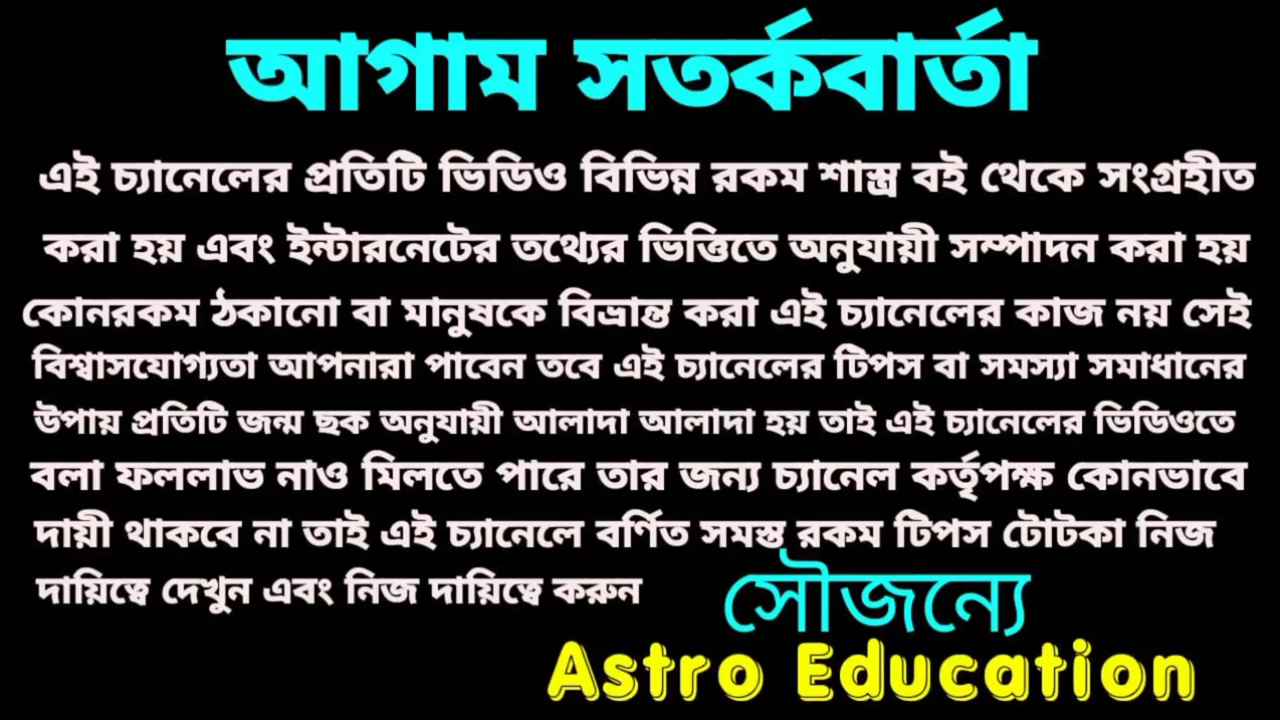 আগাম সতর্কবার্তা
এই চ্যানেলের প্রতিটি ভিডিও বিভিন্ন রকম শাস্ত্র বই থেকে সংগ্রহীত
করা হয় এবং ইন্টারনেটের তথ্যের ভিত্তিতে অনুযায়ী সম্পাদন করা হয়
কোনরকম ঠকানো বা মানুষকে বিভ্রান্ত করা এই চ্যানেলের কাজ নয় সেই
বিশ্বাসযোগ্যতা আপনারা পাবেন তবে এই চ্যানেলের টিপস বা সমস্যা সমাধানের
উপায় প্রতিটি জন্ম ছক অনুযায়ী আলাদা আলাদা হয় তাই এই চ্যানেলের ভিডিওতে
বলা ফললাভ নাও মিলতে পারে তার জন্য চ্যানেল কর্তৃপক্ষ কোনভাবে
দায়ী থাকবে না তাই এই চ্যানেলে বর্ণিত সমস্ত রকম টিপস টোটকা নিজ
দায়িত্বে দেখুন এবং নিজ দায়িত্বে করুন
সৌজন্যে
Astro Education